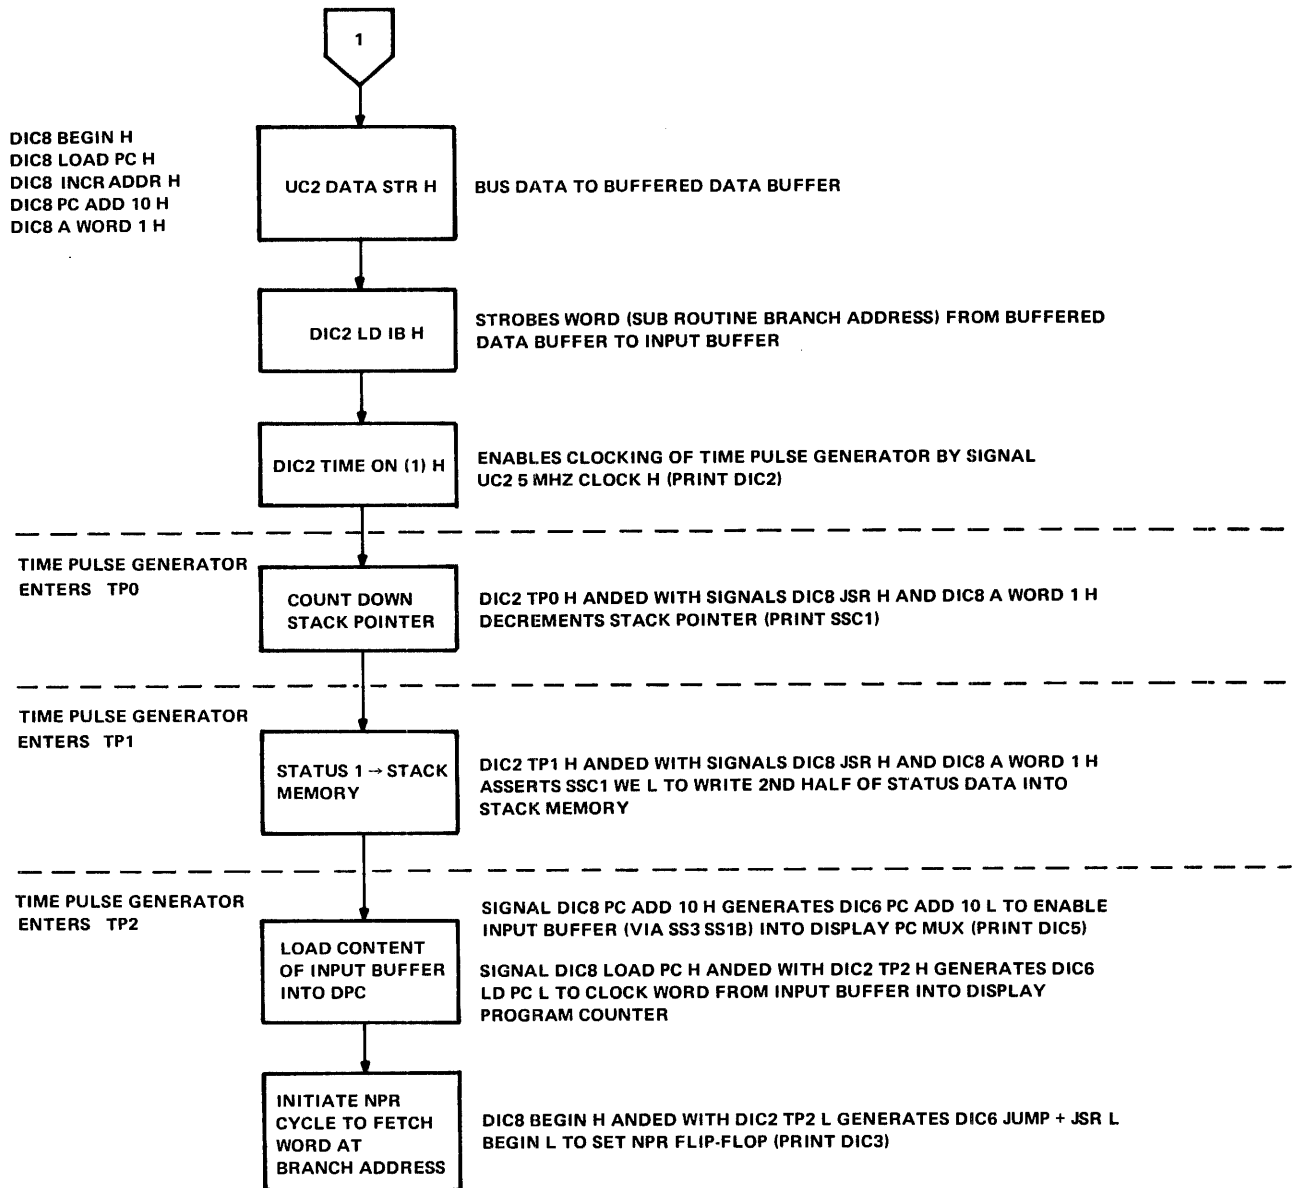 1
DIC8 BEGIN H
DIC8 LOAD PC H
DIC8 INCR ADDR H
DIC8 PC ADD 10 H
DIC8 A WORD 1 H
UC2 DATA STR H
BUS DATA TO BUFFERED DATA BUFFER
DIC2 LD IB H
STROBES WORD (SUB ROUTINE BRANCH ADDRESS) FROM BUFFERED
DATA BUFFER TO INPUT BUFFER
DIC2 TIME ON (1) H
ENABLES CLOCKING OF TIME PULSE GENERATOR BY SIGNAL
UC2 5 MHZ CLOCK H (PRINT DIC2)
TIME PULSE GENERATOR
ENTERS TP0
COUNT DOWN
STACK POINTER
DIC2 TP0 H ANDED WITH SIGNALS DIC8 JSR H AND DIC8 A WORD 1 H
DECREMENTS STACK POINTER (PRINT SSC1)
TIME PULSE GENERATOR
ENTERS TP1
STATUS 1 → STACK
MEMORY
DIC2 TP1 H ANDED WITH SIGNALS DIC8 JSR H AND DIC8 A WORD 1 H
ASSERTS SSC1 WE L TO WRITE 2ND HALF OF STATUS DATA INTO
STACK MEMORY
TIME PULSE GENERATOR
ENTERS TP2
LOAD CONTENT
OF INPUT BUFFER
INTO DPC
SIGNAL DIC8 PC ADD 10 H GENERATES DIC6 PC ADD 10 L TO ENABLE
INPUT BUFFER (VIA SS3 SS1B) INTO DISPLAY PC MUX (PRINT DIC5)
SIGNAL DIC8 LOAD PC H ANDED WITH DIC2 TP2 H GENERATES DIC6
LD PC L TO CLOCK WORD FROM INPUT BUFFER INTO DISPLAY
PROGRAM COUNTER
INITIATE NPR
CYCLE TO FETCH
WORD AT
BRANCH ADDRESS
DIC8 BEGIN H ANDED WITH DIC2 TP2 L GENERATES DIC6 JUMP + JSR L
BEGIN L TO SET NPR FLIP-FLOP (PRINT DIC3)